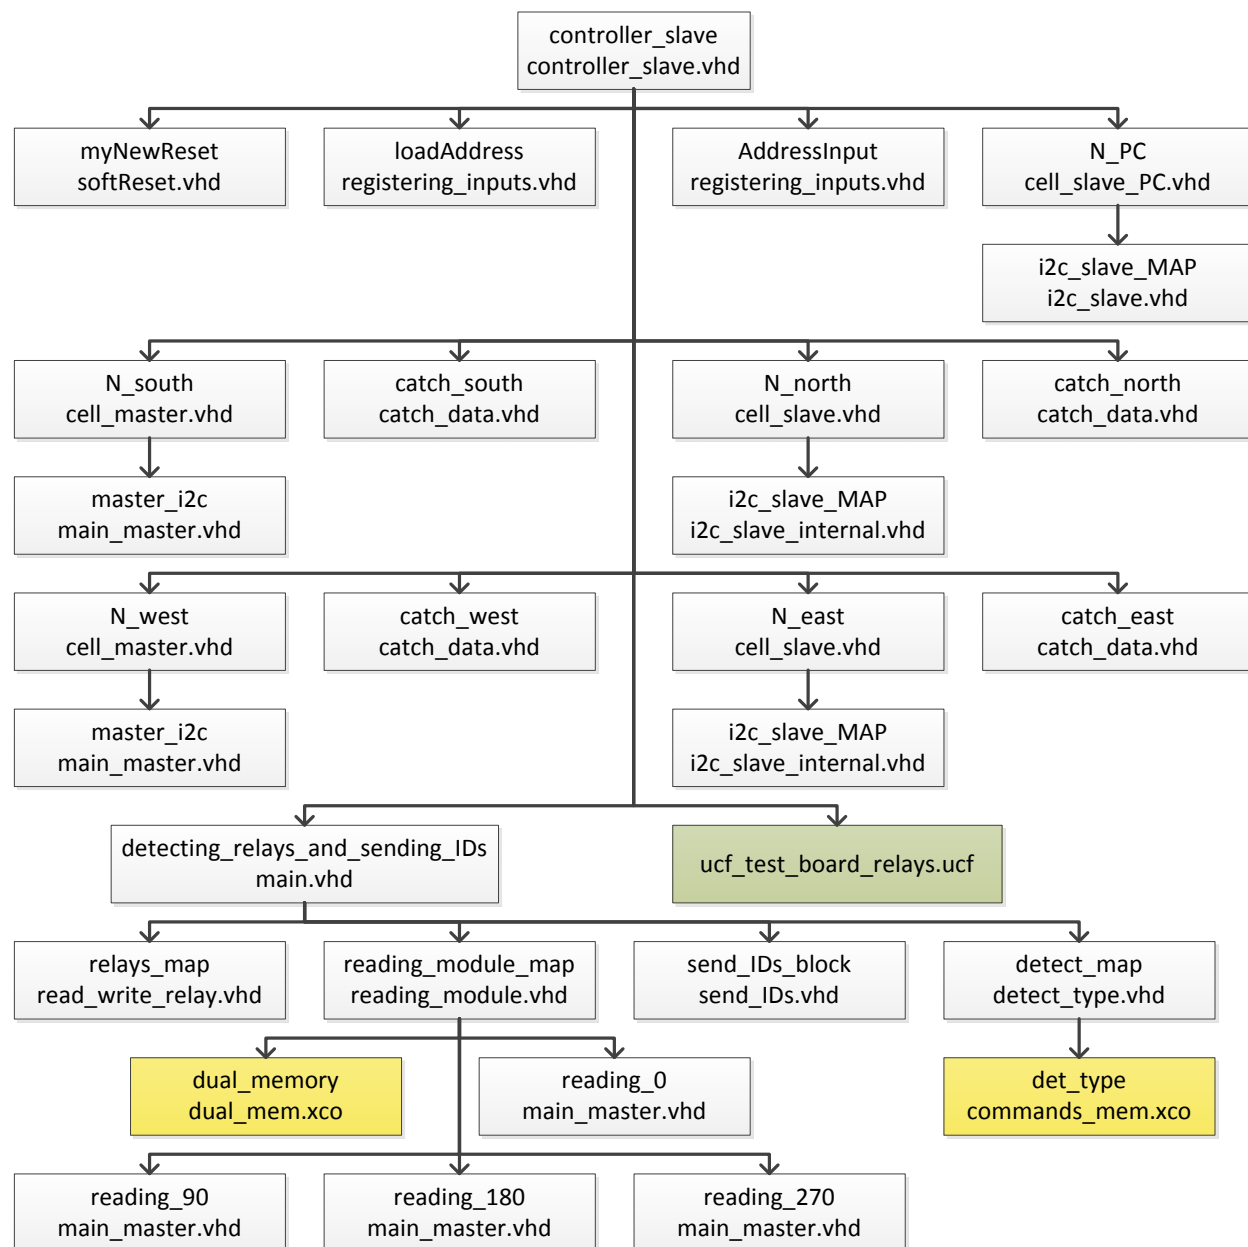 controller_slave
controller_slave.vhd
myNewReset
softReset.vhd
loadAddress
registering_inputs.vhd
AddressInput
registering_inputs.vhd
N_PC
cell_slave_PC.vhd
i2c_slave_MAP
i2c_slave.vhd
N_south
cell_master.vhd
catch_south
catch_data.vhd
N_north
cell_slave.vhd
catch_north
catch_data.vhd
master_i2c
main_master.vhd
i2c_slave_MAP
i2c_slave_internal.vhd
N_west
cell_master.vhd
catch_west
catch_data.vhd
N_east
cell_slave.vhd
catch_east
catch_data.vhd
master_i2c
main_master.vhd
i2c_slave_MAP
i2c_slave_internal.vhd
detecting_relays_and_sending_IDs
main.vhd
ucf_test_board_relays.ucf
relays_map
read_write_relay.vhd
reading_module_map
reading_module.vhd
send_IDs_block
send_IDs.vhd
detect_map
detect_type.vhd
dual_memory
dual_mem.xco
reading_0
main_master.vhd
det_type
commands_mem.xco
reading_90
main_master.vhd
reading_180
main_master.vhd
reading_270
main_master.vhd